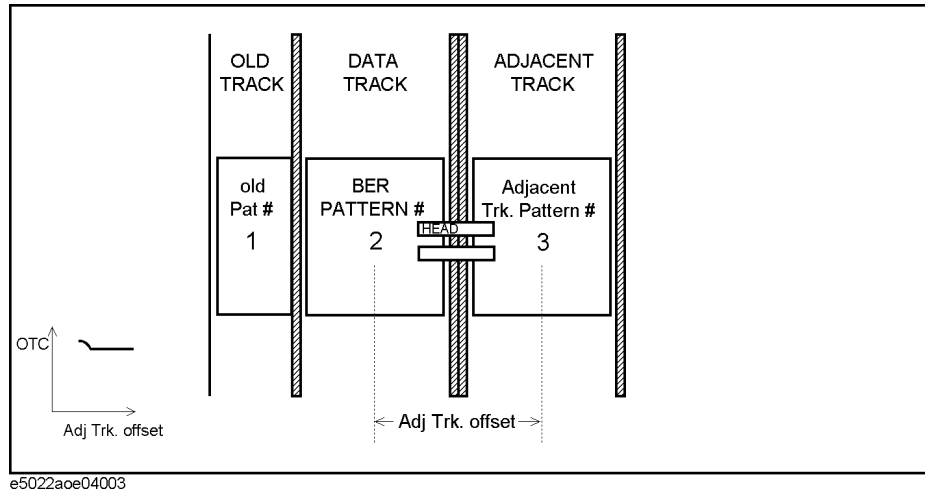 OLD
TRACK
DATA
TRACK
ADJACENT
TRACK
old
Pat #
1
BER
PATTERN #
2
Adjacent
Trk. Pattern #
3
HEAD
OTC
Adj Trk. offset
Adj Trk. offset
e5022aoe04003